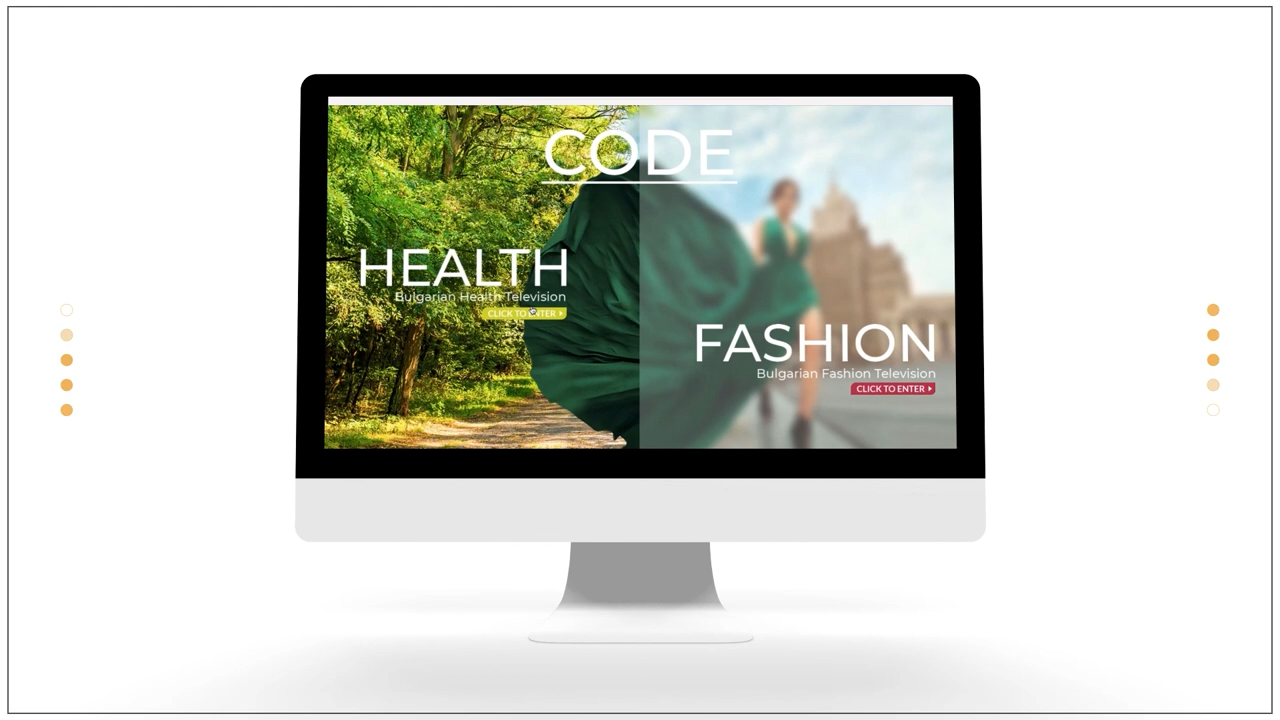 CODE
HEALTH
Bulgarian Health Television
CLICK TO ENTER
FASHION
Bulgarian Fashion Television
CLICK TO ENTER